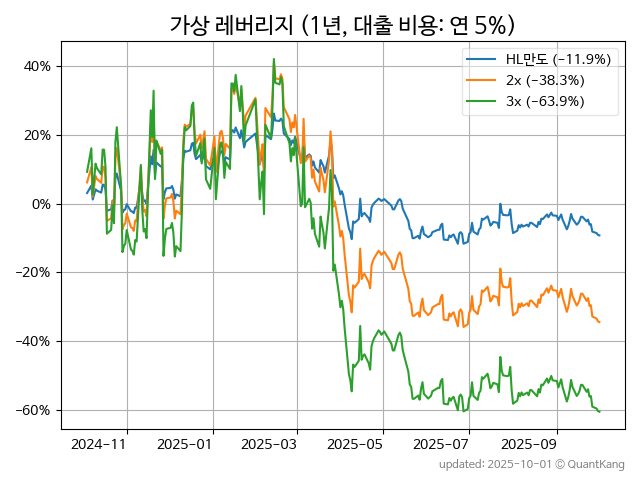 가상 레버리지 (1년, 대출 비용: 연 5%)
HL만도 (−11.9%)
2x (−38.3%)
3x (−63.9%)
40%
20%
0%
−20%
−40%
−60%
2024-11
2025-01
2025-03
2025-05
2025-07
2025-09
updated: 2025-10-01 © QuantKang